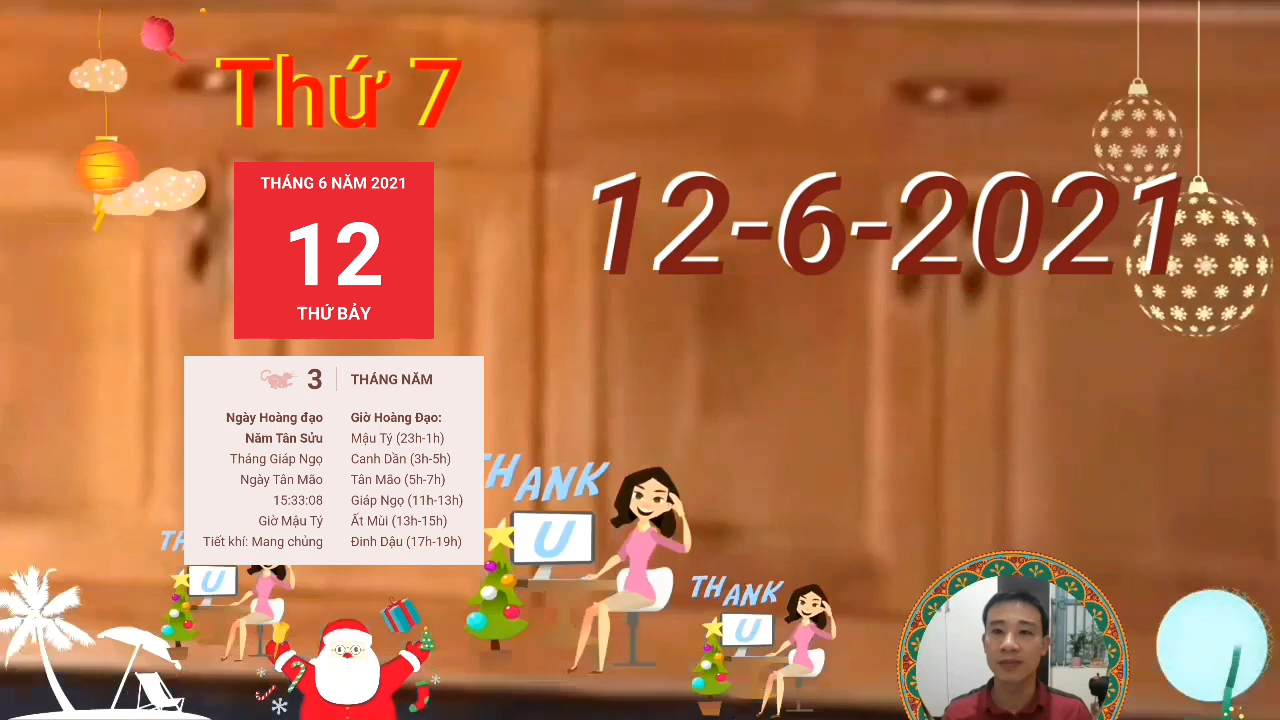 Thứ 7
THÁNG 6 NĂM 2021
12
THỨ BẢY
12-6-2021
3 THÁNG NĂM
Ngày Hoàng đạo
Năm Tân Sửu
Tháng Giáp Ngọ
Ngày Tân Mão
15:33:08
Giờ Mậu Tý
Tiết khí: Mang chủng
Giờ Hoàng Đạo:
Mậu Tý (23h-1h)
Canh Dần (3h-5h)
Tân Mão (5h-7h)
Giáp Ngọ (11h-13h)
Ất Mùi (13h-15h)
Đinh Dậu (17h-19h)
THANK
U
U
THANK
U